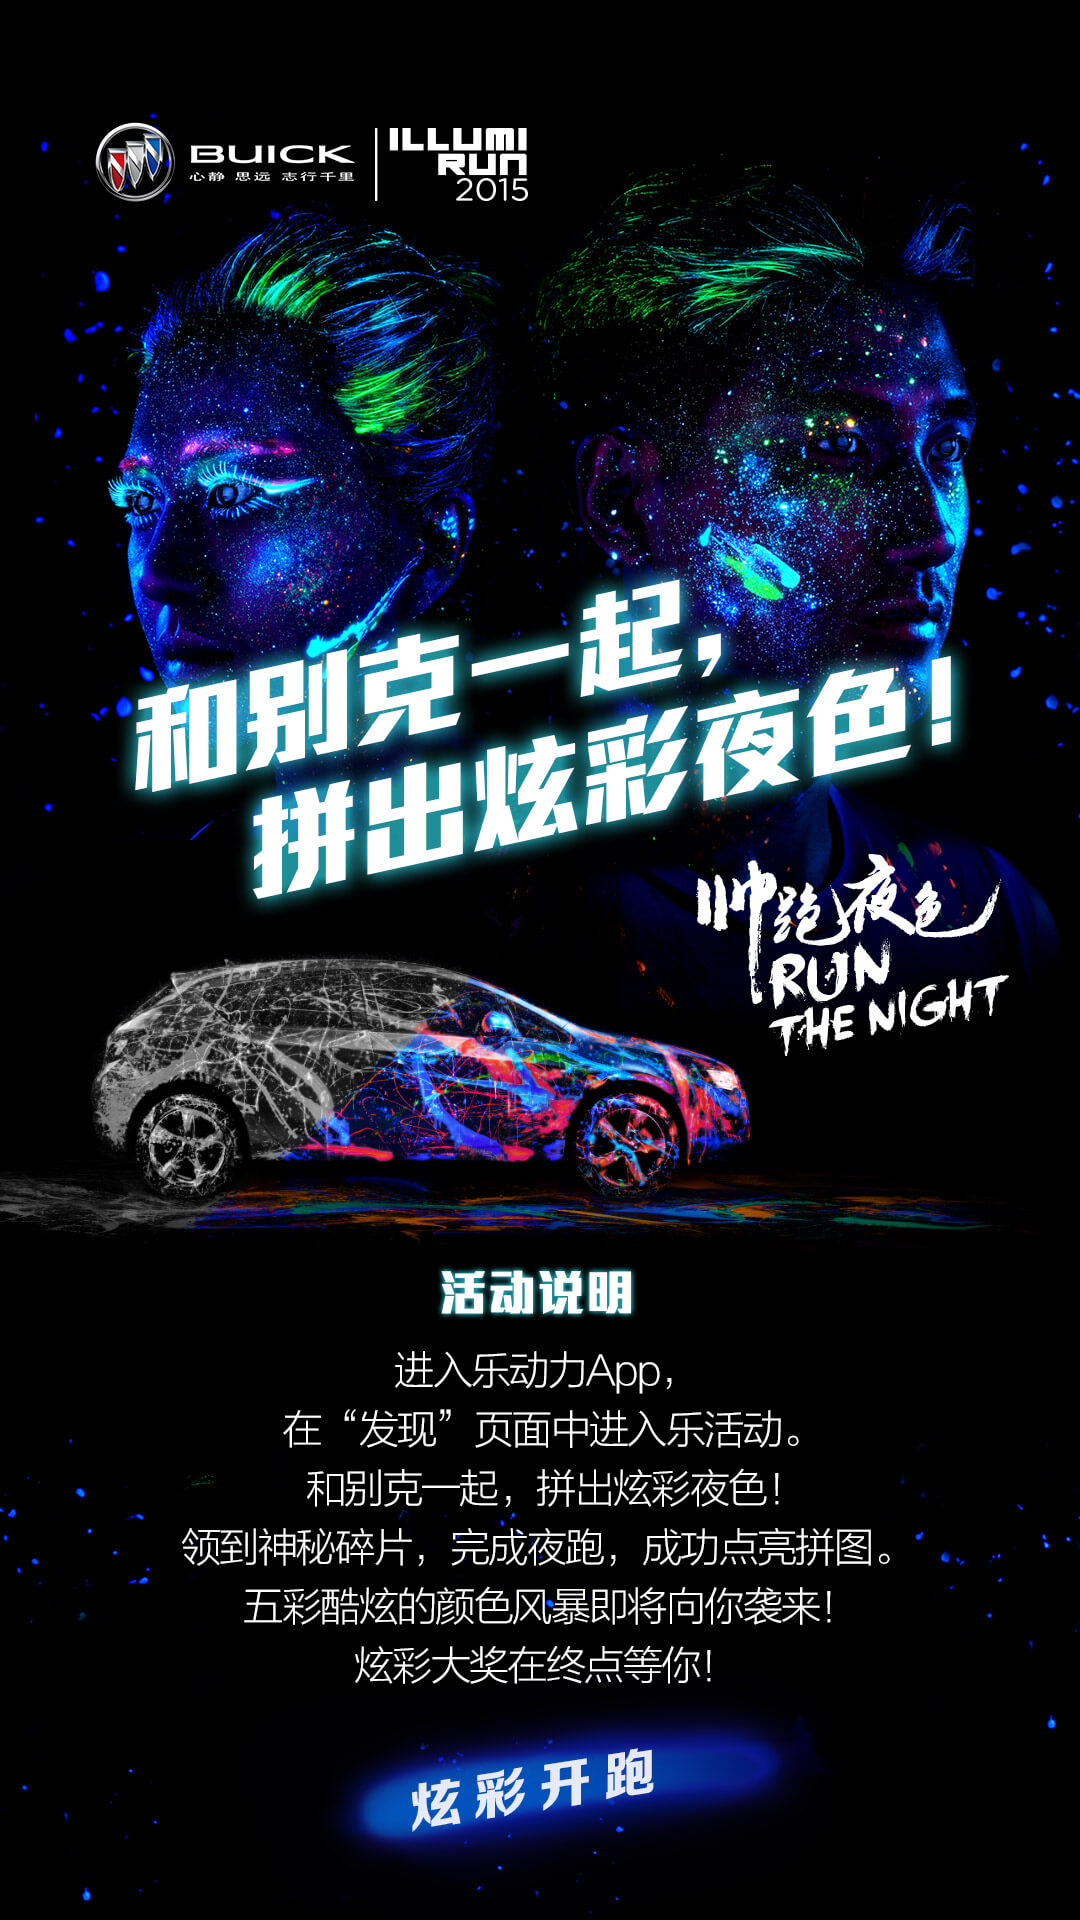 BUICK
心静 思远 志行千里
ILLUMI
RUN
2015
和别克一起，
拼出炫彩夜色！
帅跑夜色
RUN
THE NIGHT
活动说明
进入乐动力App，
在“发现”页面中进入乐活动。
和别克一起，拼出炫彩夜色！
领到神秘碎片，完成夜跑，成功点亮拼图。
五彩酷炫的颜色风暴即将向你袭来！
炫彩大奖在终点等你！
炫彩开跑